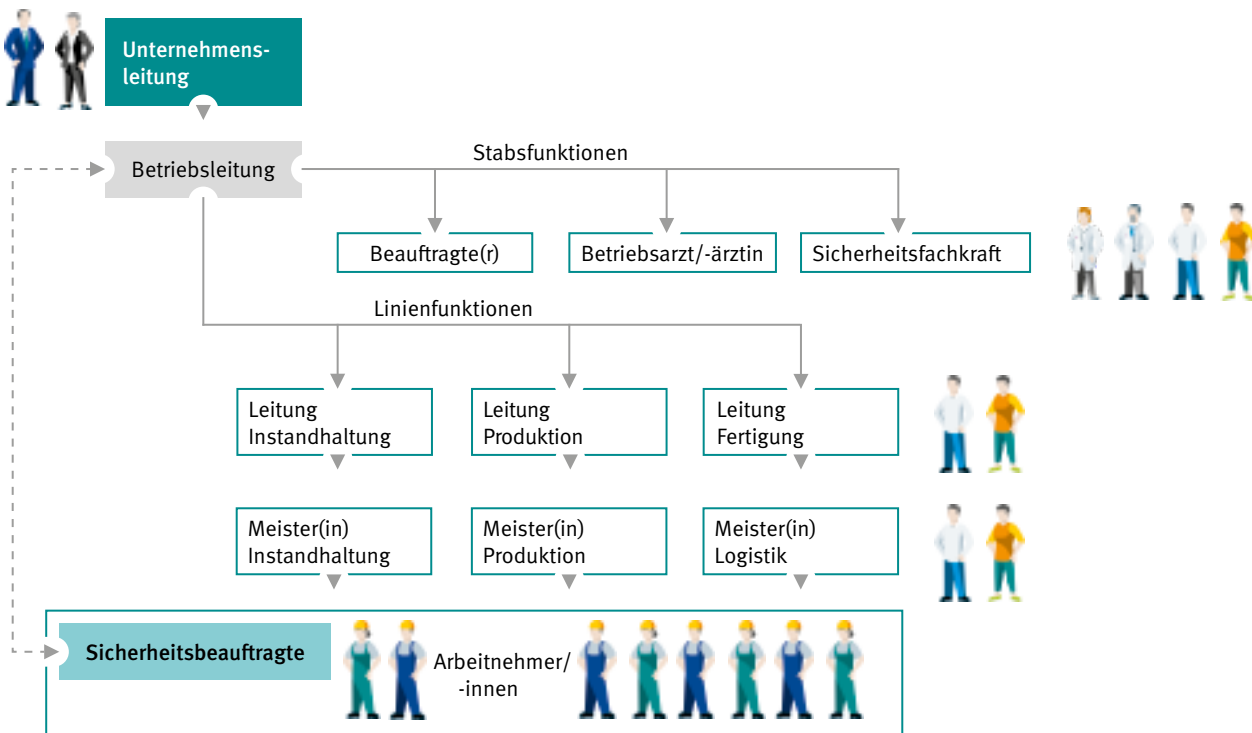 Unternehmens-
leitung
Betriebsleitung
Stabsfunktionen
Beauftragte(r)
Betriebsarzt/-ärztin
Sicherheitsfachkraft
Linienfunktionen
Leitung
Instandhaltung
Leitung
Produktion
Leitung
Fertigung
Meister(in)
Instandhaltung
Meister(in)
Produktion
Meister(in)
Logistik
Sicherheitsbeauftragte
Arbeitnehmer/
-innen